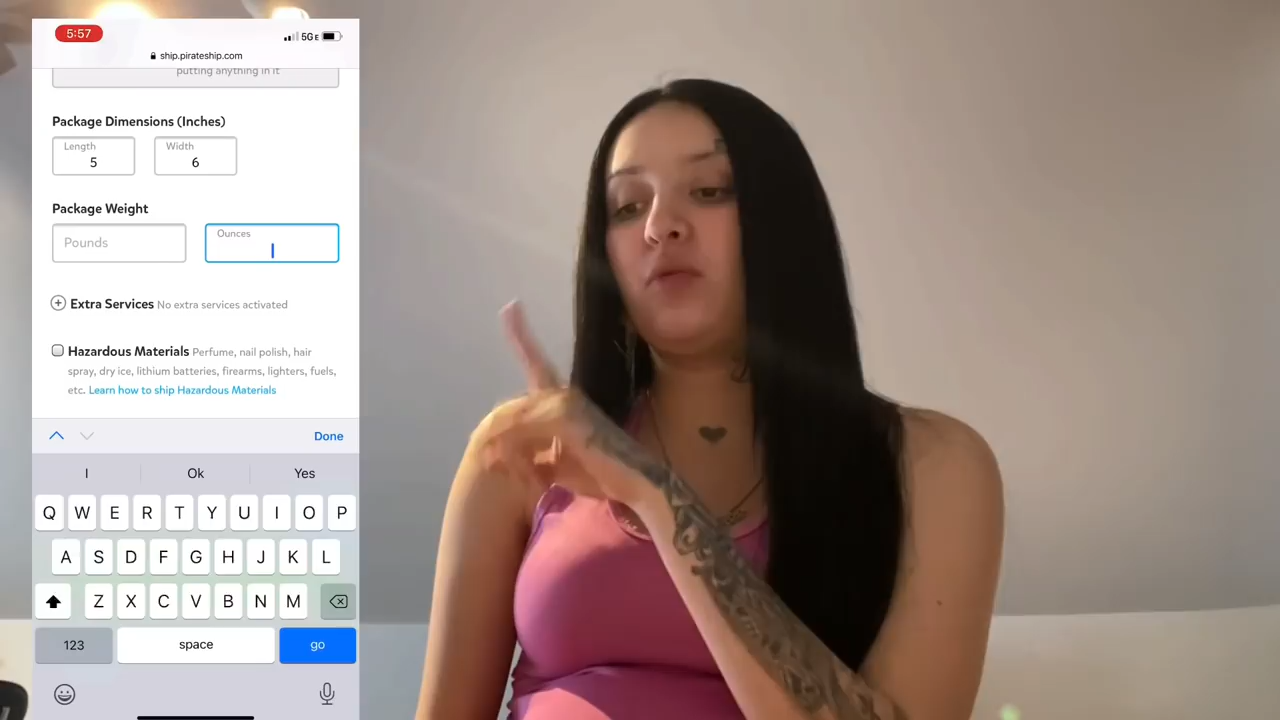 5:57
5G E
ship.pirateship.com
putting anything in it
Package Dimensions (Inches)
Length
Width
5
6
Package Weight
Pounds
Ounces
Extra Services No extra services activated
Hazardous Materials Perfume, nail polish, hair
spray, dry ice, lithium batteries, firearms, lighters, fuels,
etc. Learn how to ship Hazardous Materials
Done
I
Ok
Yes
Q W E R T Y U I O P
A S D F G H J K L
Z X C V B N M
123
space
go